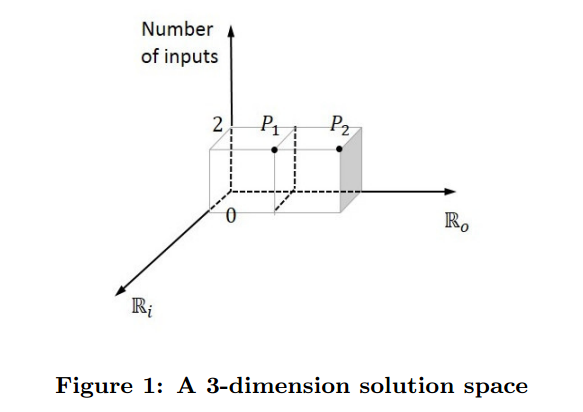 Number
of inputs
2
P₁
P₂
0
ℝₒ
ℝᵢ
Figure 1: A 3-dimension solution space